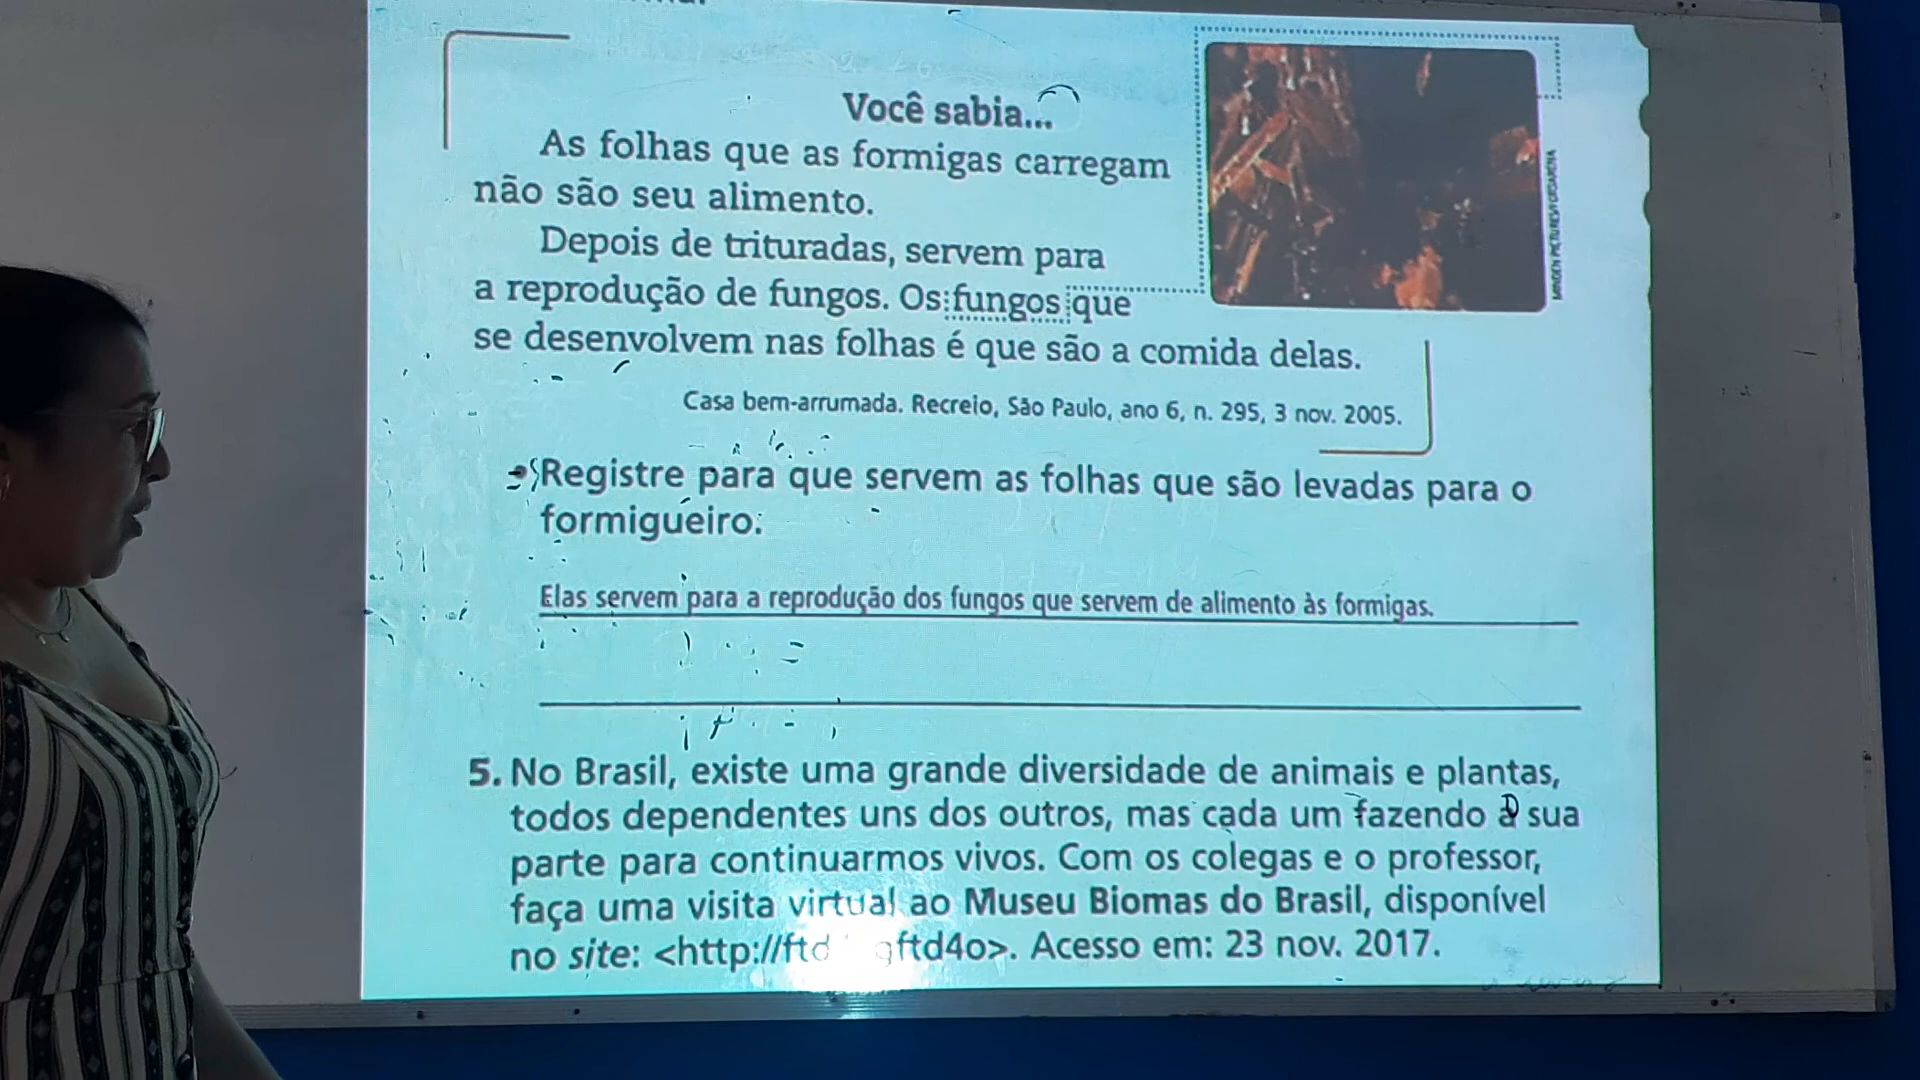 Você sabia...
As folhas que as formigas carregam
não são seu alimento.
Depois de trituradas, servem para
a reprodução de fungos. Os fungos que
se desenvolvem nas folhas é que são a comida delas.
Casa bem-arrumada. Recreio, São Paulo, ano 6, n. 295, 3 nov. 2005.
MINDEN PICTURES/FOTOARENA
Registre para que servem as folhas que são levadas para o
formigueiro.
Elas servem para a reprodução dos fungos que servem de alimento às formigas.
5. No Brasil, existe uma grande diversidade de animais e plantas,
todos dependentes uns dos outros, mas cada um fazendo a sua
parte para continuarmos vivos. Com os colegas e o professor,
faça uma visita virtual ao Museu Biomas do Brasil, disponível
no site: <http://ftd ftd4o>. Acesso em: 23 nov. 2017.